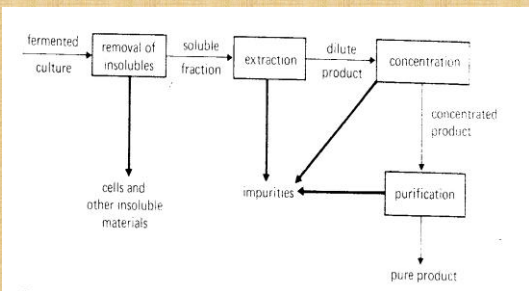 fermented
culture
removal of
insolubles
soluble
fraction
extraction
dilute
product
concentration
concentrated
product
cells and
other insoluble
materials
impurities
purification
pure product